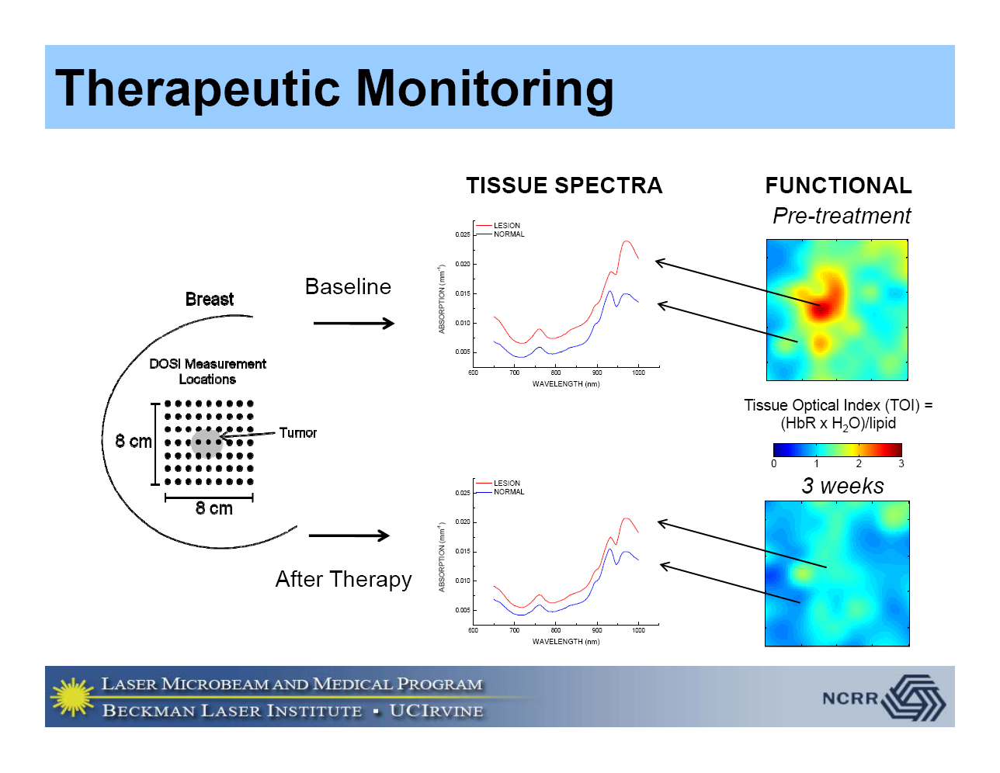 Therapeutic Monitoring
TISSUE SPECTRA
FUNCTIONAL
Pre-treatment
Baseline
Breast
DOSI Measurement
Locations
8 cm
Tumor
8 cm
After Therapy
LESION
NORMAL
0.025
0.020
0.015
0.010
0.005
ABSORPTION (mm⁻¹)
600 700 800 900 1000
WAVELENGTH (nm)
Tissue Optical Index (TOI) =
(HbR x H₂O)/lipid
0 1 2 3
3 weeks
LESION
NORMAL
0.025
0.020
0.015
0.010
0.005
ABSORPTION (mm⁻¹)
600 700 800 900 1000
WAVELENGTH (nm)
LASER MICROBEAM AND MEDICAL PROGRAM
BECKMAN LASER INSTITUTE ▪ UCIRVINE
NCRR